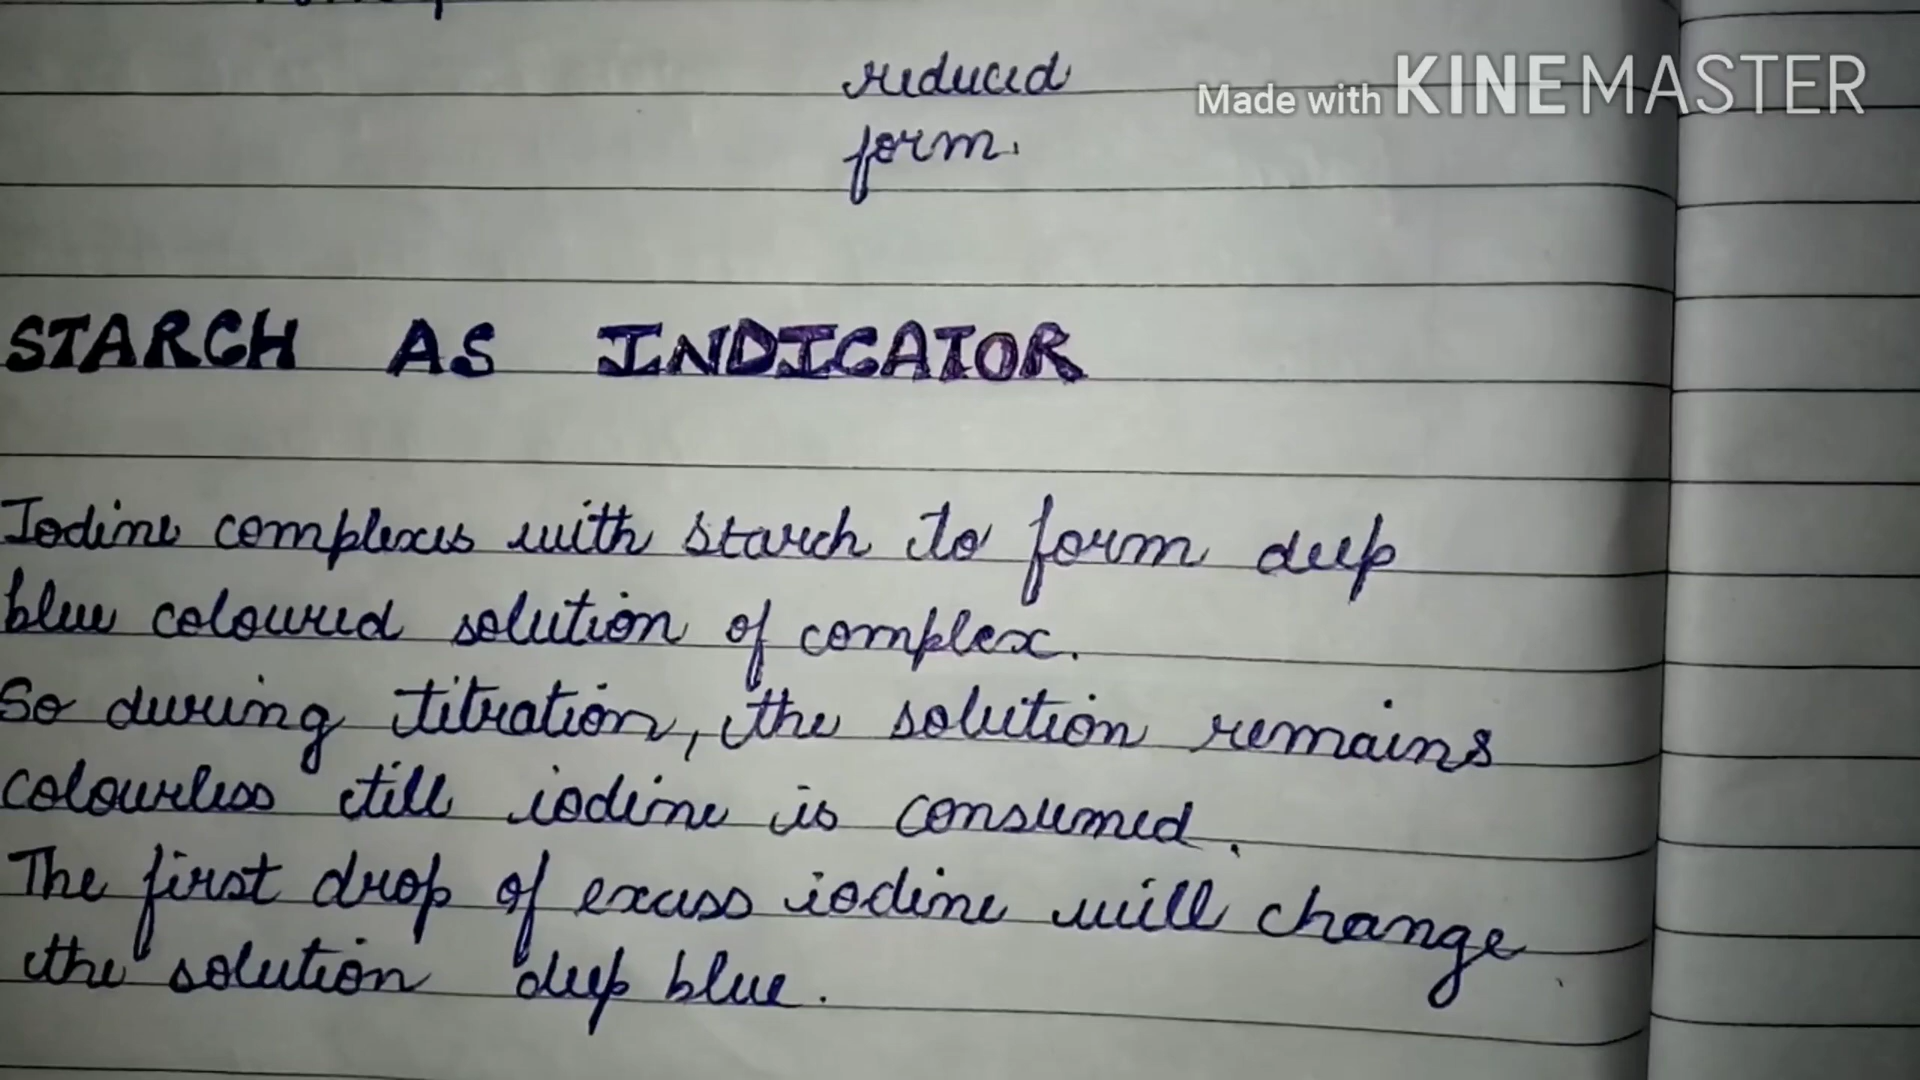 reduced
Made with KINEMASTER
form.
STARCH AS INDICATOR
Iodine complexes with starch to form deep
blue coloured solution of complex.
So during titration, the solution remains
colourless till iodine is consumed.
The first drop of excess iodine will change
the solution deep blue.